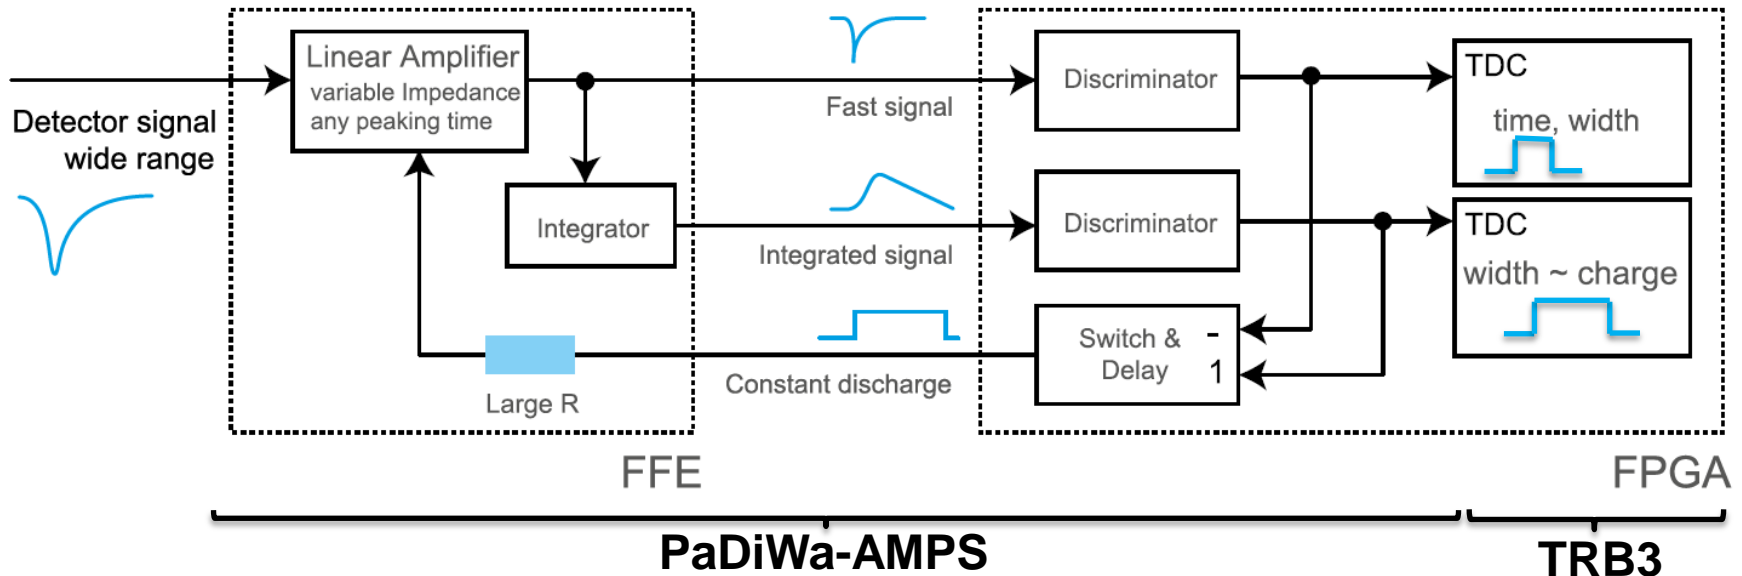 Linear Amplifier
variable Impedance
any peaking time
Detector signal
wide range
Fast signal
Discriminator
TDC
time, width
Integrator
Integrated signal
Discriminator
TDC
width ~ charge
Switch &
Delay
-
1
Constant discharge
Large R
FFE
FPGA
PaDiWa-AMPS
TRB3